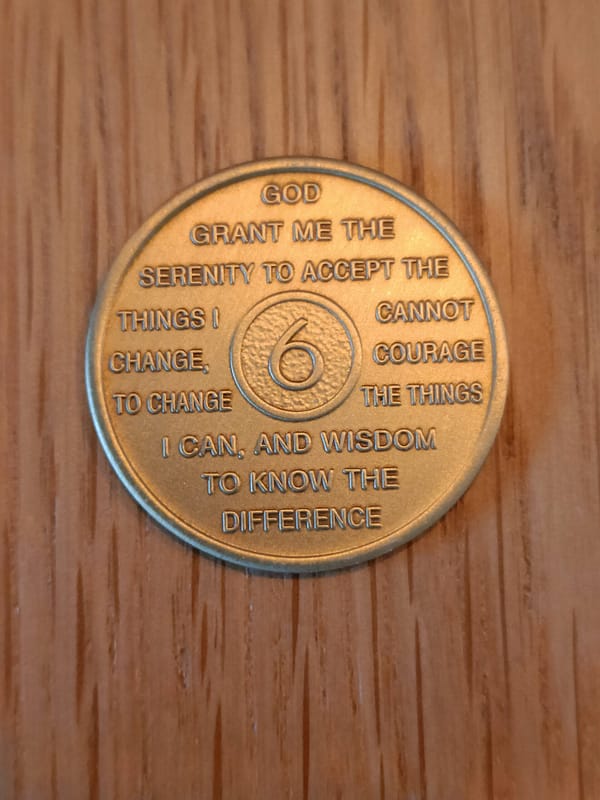 GOD
GRANT ME THE
SERENITY TO ACCEPT THE
THINGS I CANNOT
CHANGE, 6 COURAGE
TO CHANGE THE THINGS
I CAN, AND WISDOM
TO KNOW THE
DIFFERENCE